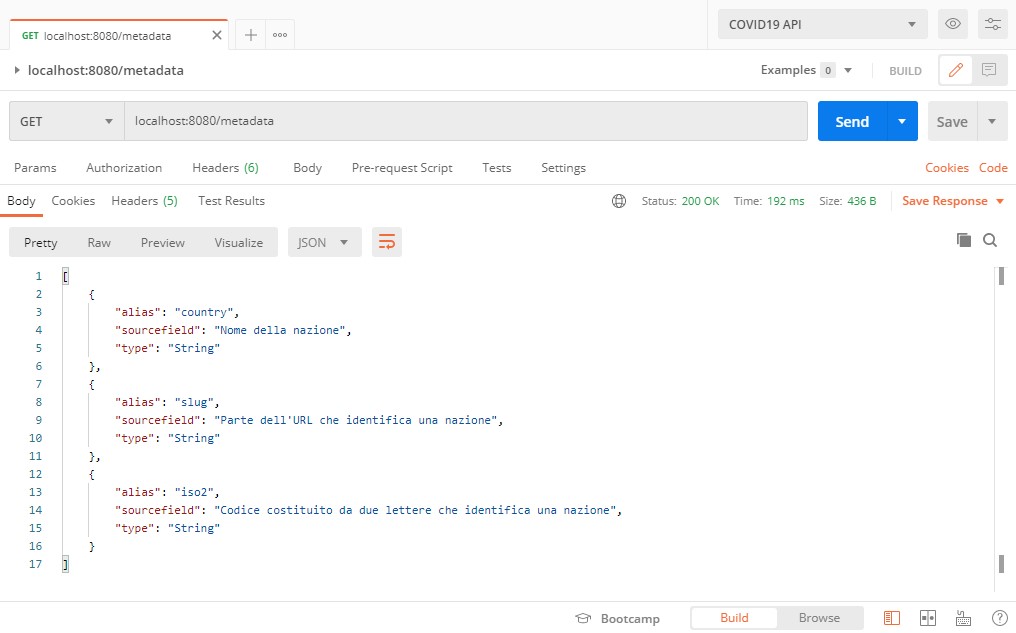 GET localhost:8080/metadata
COVID19 API
localhost:8080/metadata
Examples 0
BUILD
GET
localhost:8080/metadata
Send
Save
Params Authorization Headers (6) Body Pre-request Script Tests Settings Cookies Code
Body Cookies Headers (5) Test Results Status: 200 OK Time: 192 ms Size: 436 B Save Response
Pretty Raw Preview Visualize JSON
1 [
2 {
3 "alias": "country",
4 "sourcefield": "Nome della nazione",
5 "type": "String"
6 },
7 {
8 "alias": "slug",
9 "sourcefield": "Parte dell'URL che identifica una nazione",
10 "type": "String"
11 },
12 {
13 "alias": "iso2",
14 "sourcefield": "Codice costituito da due lettere che identifica una nazione",
15 "type": "String"
16 }
17 ]
Bootcamp Build Browse